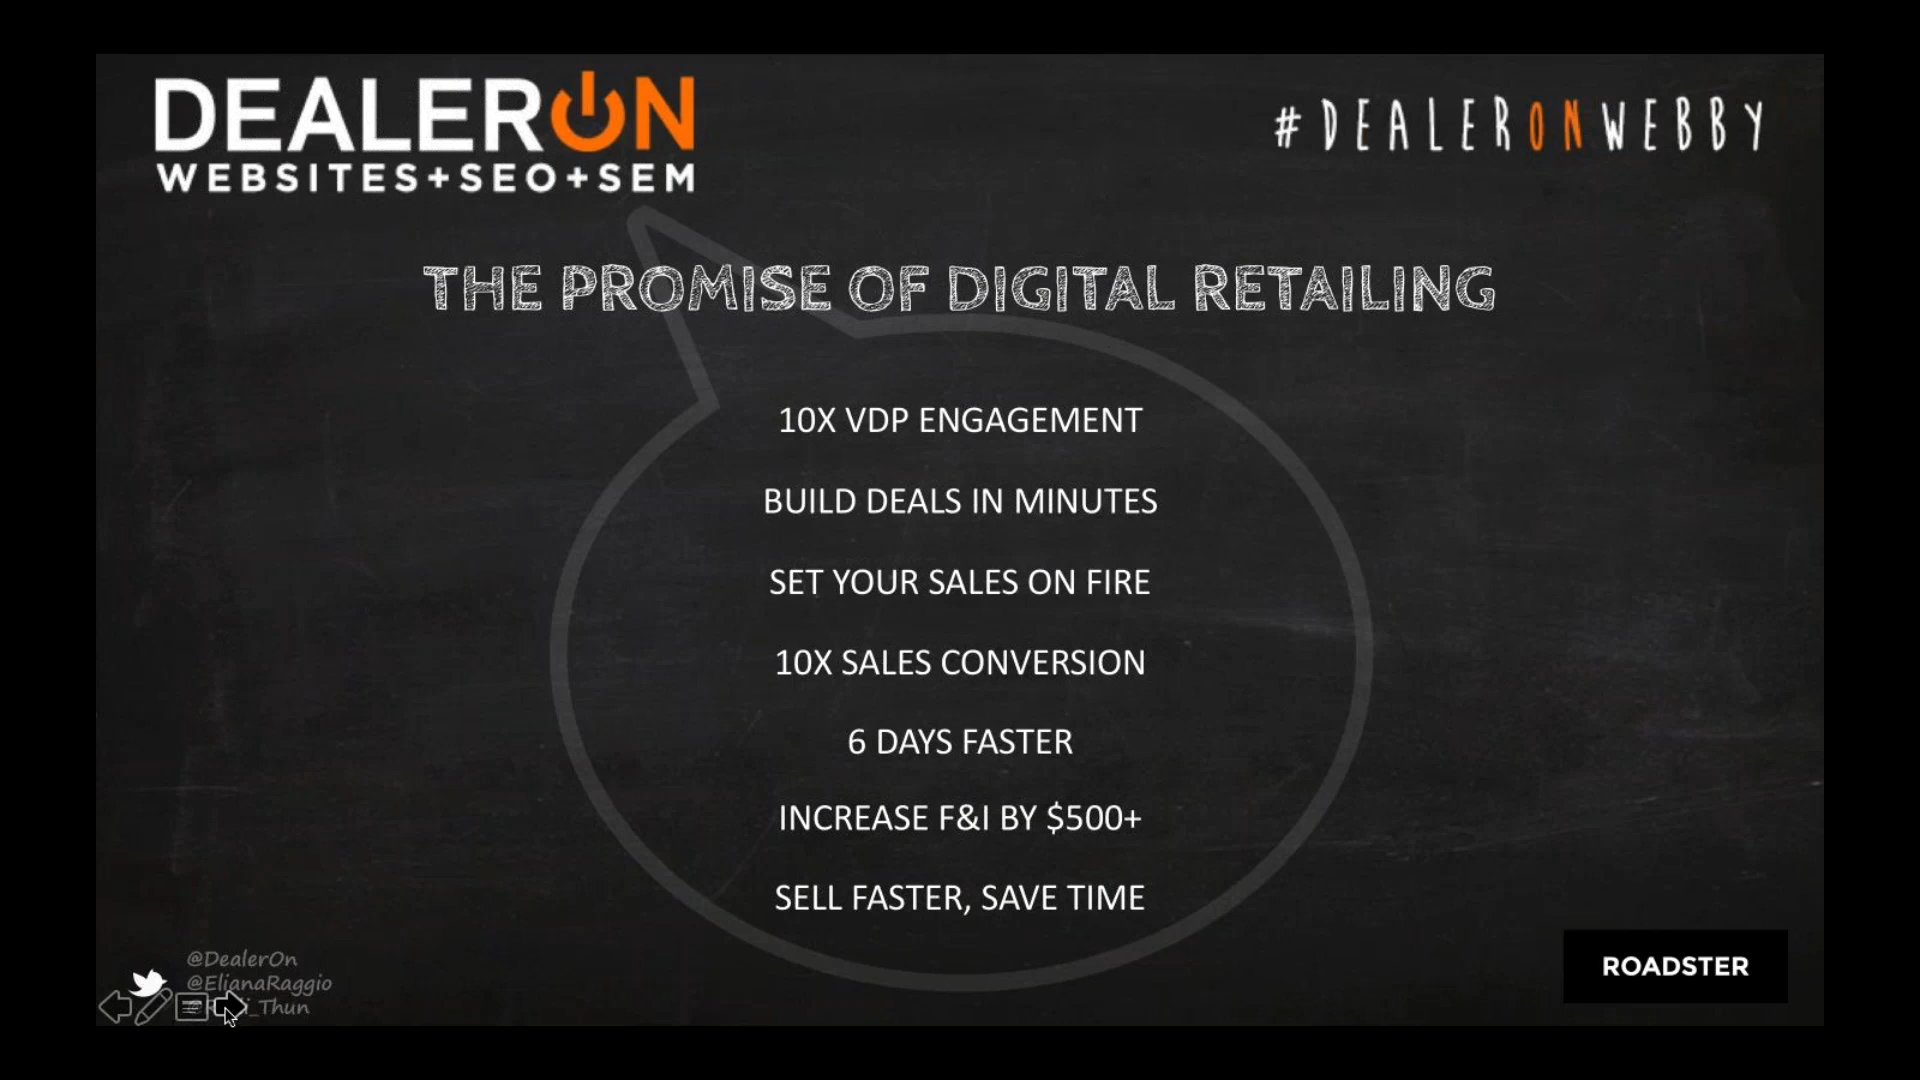 DEALERON
WEBSITES+SEO+SEM
#DEALERONWEBBY
THE PROMISE OF DIGITAL RETAILING
10X VDP ENGAGEMENT
BUILD DEALS IN MINUTES
SET YOUR SALES ON FIRE
10X SALES CONVERSION
6 DAYS FASTER
INCREASE F&I BY $500+
SELL FASTER, SAVE TIME
@DealerOn
@ElianaRaggio
ROADSTER